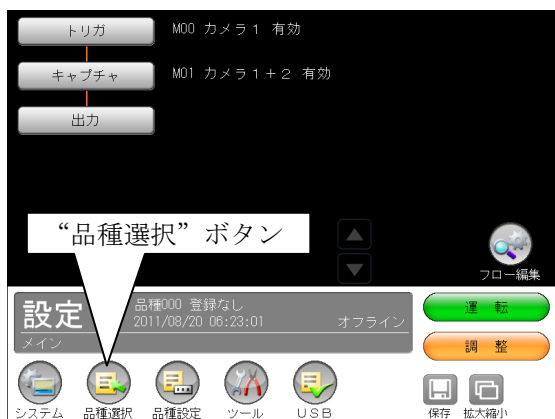 トリガ M00 カメラ1 有効
キャプチャ M01 カメラ1+2 有効
出力
“品種選択”ボタン
フロー編集
設定 品種000 登録なし
2011/08/20 06:23:01 オフライン
メイン
運 転
調 整
システム 品種選択 品種設定 ツール USB 保存 拡大縮小